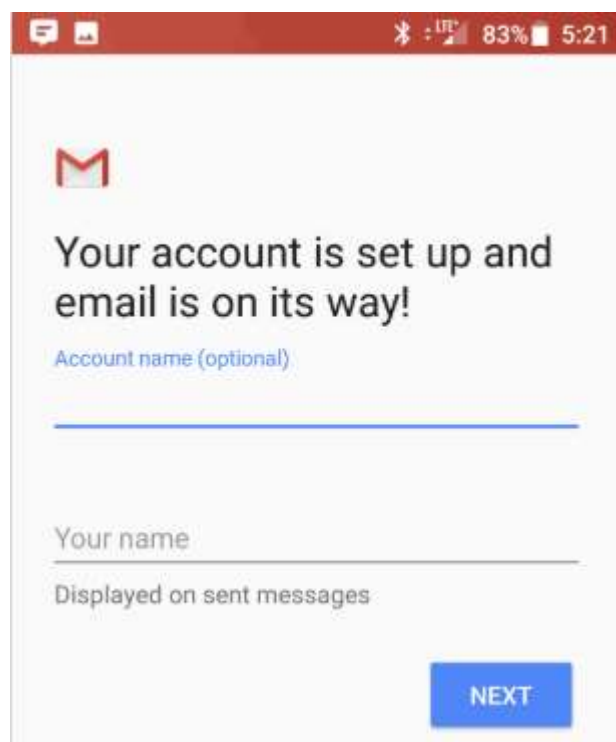 LTE 83% 5:21
Your account is set up and
email is on its way!
Account name (optional)
Your name
Displayed on sent messages
NEXT